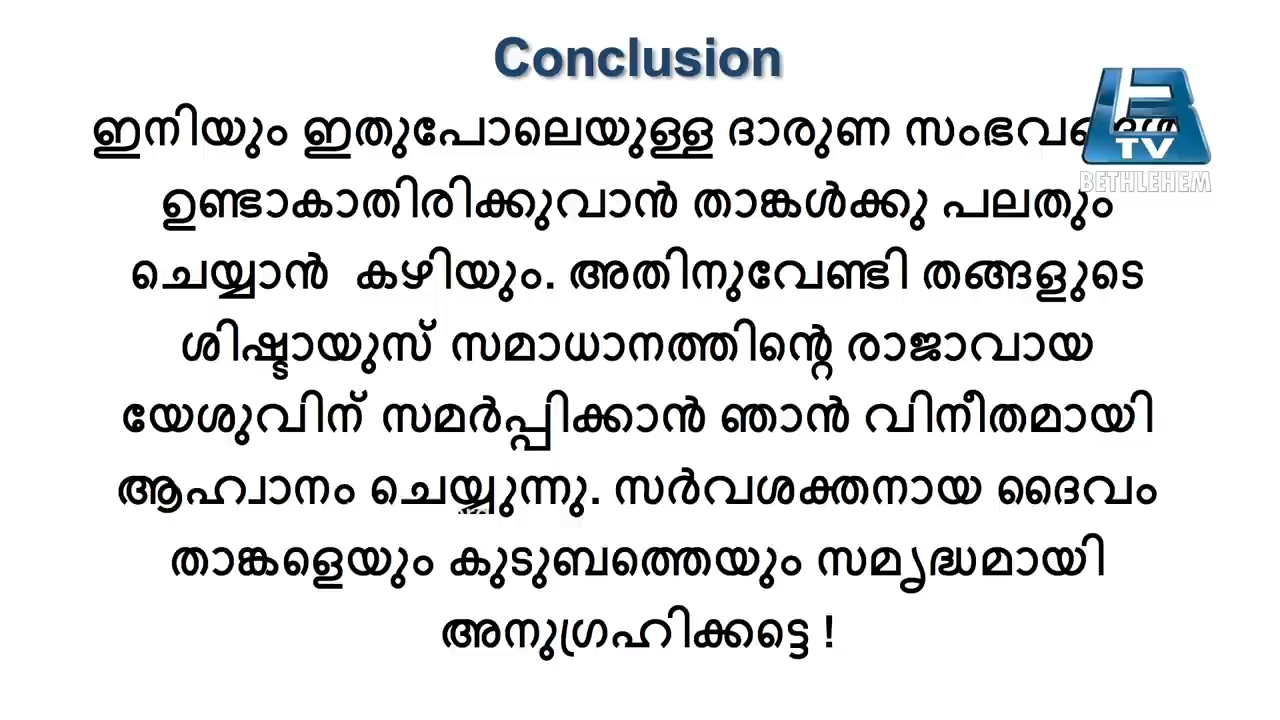 Conclusion
ഇനിയും ഇതുപോലെയുള്ള ദാരുണ
ഉണ്ടാകാതിരിക്കുവാൻ താങ്കൾക്കു പലതും
ചെയ്യാൻ കഴിയും. അതിനുവേണ്ടി തങ്ങളുടെ
ശിഷ്ടായുസ് സമാധാനത്തിന്റെ രാജാവായ
യേശുവിന് സമർപ്പിക്കാൻ ഞാൻ വിനീതമായി
ആഹ്വാനം ചെയ്യുന്നു. സർവശക്തനായ ദൈവം
താങ്കളെയും കുടുബത്തെയും സമൃദ്ധമായി
അനുഗ്രഹിക്കട്ടെ !
B
TV
BETHLEHEM